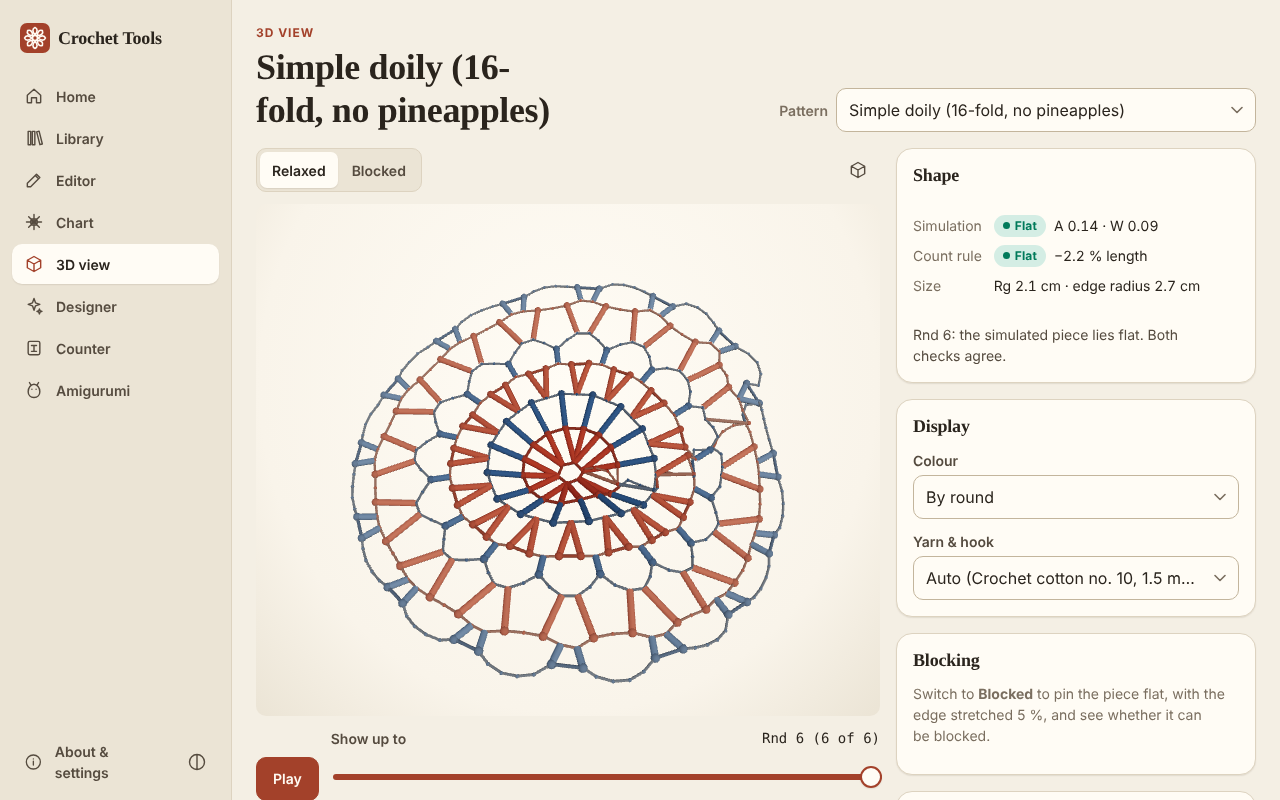 Crochet Tools
Home
Library
Editor
Chart
3D view
Designer
Counter
Amigurumi
About &
settings
3D VIEW
Simple doily (16-
fold, no pineapples)
Pattern
Simple doily (16-fold, no pineapples)
Relaxed
Blocked
Show up to
Rnd 6 (6 of 6)
Play
Shape
Simulation
Flat
A 0.14 · W 0.09
Count rule
Flat
−2.2 % length
Size
Rg 2.1 cm · edge radius 2.7 cm
Rnd 6: the simulated piece lies flat. Both
checks agree.
Display
Colour
By round
Yarn & hook
Auto (Crochet cotton no. 10, 1.5 m...
Blocking
Switch to Blocked to pin the piece flat, with the
edge stretched 5 %, and see whether it can
be blocked.